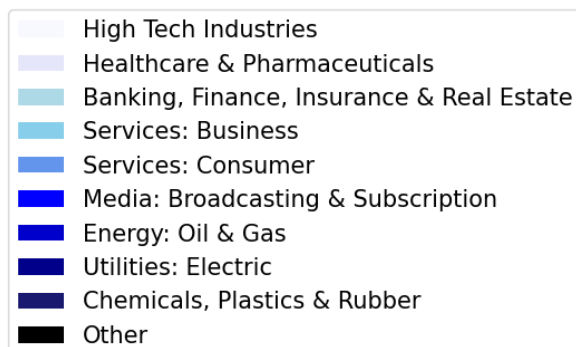 High Tech Industries
Healthcare & Pharmaceuticals
Banking, Finance, Insurance & Real Estate
Services: Business
Services: Consumer
Media: Broadcasting & Subscription
Energy: Oil & Gas
Utilities: Electric
Chemicals, Plastics & Rubber
Other